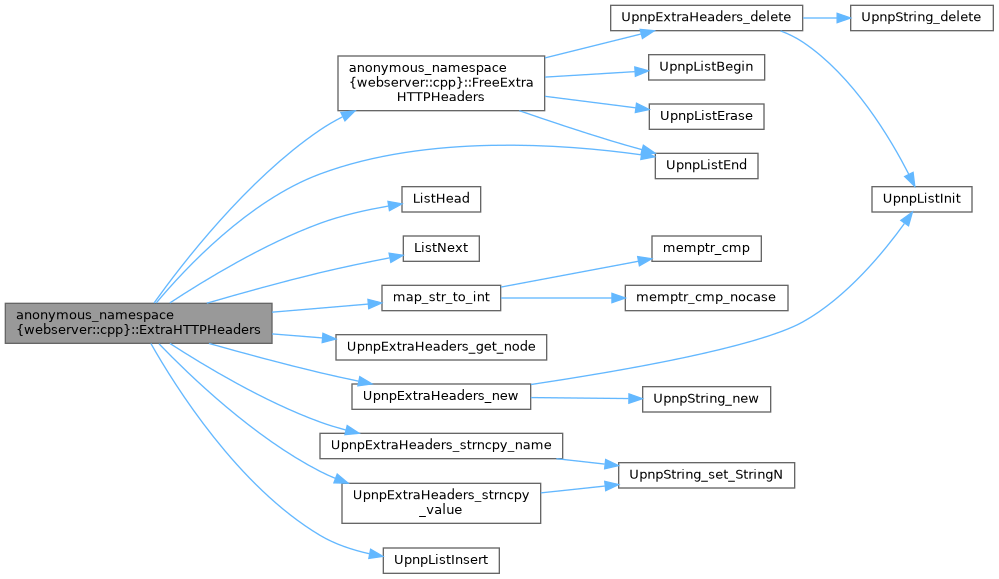 UpnpExtraHeaders_delete
UpnpString_delete
anonymous_namespace
{webserver::cpp}::FreeExtra
HTTPHeaders
UpnpListBegin
UpnpListErase
UpnpListEnd
UpnpListInit
ListHead
ListNext
memptr_cmp
map_str_to_int
memptr_cmp_nocase
anonymous_namespace
{webserver::cpp}::ExtraHTTPHeaders
UpnpExtraHeaders_get_node
UpnpExtraHeaders_new
UpnpString_new
UpnpExtraHeaders_strncpy_name
UpnpString_set_StringN
UpnpExtraHeaders_strncpy
_value
UpnpListInsert